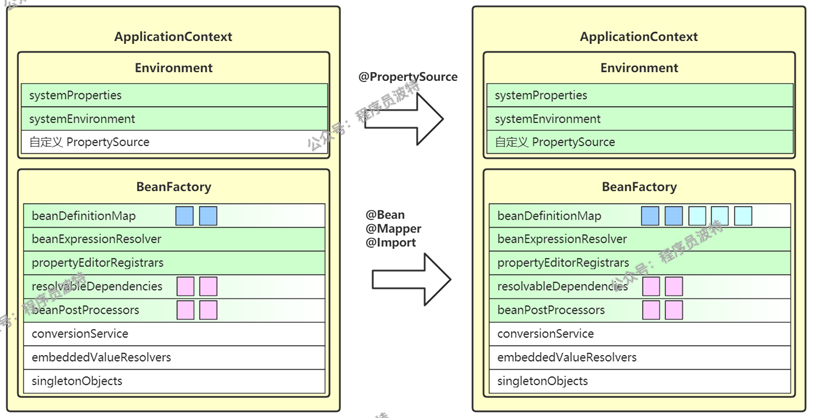 ApplicationContext
Environment
systemProperties
systemEnvironment
自定义 PropertySource
BeanFactory
beanDefinitionMap
beanExpressionResolver
propertyEditorRegistrars
resolvableDependencies
beanPostProcessors
conversionService
embeddedValueResolvers
singletonObjects
@PropertySource
@Bean
@Mapper
@Import
ApplicationContext
Environment
systemProperties
systemEnvironment
自定义 PropertySource
BeanFactory
beanDefinitionMap
beanExpressionResolver
propertyEditorRegistrars
resolvableDependencies
beanPostProcessors
conversionService
embeddedValueResolvers
singletonObjects
公众号：程序员波特
公众号：程序员波特